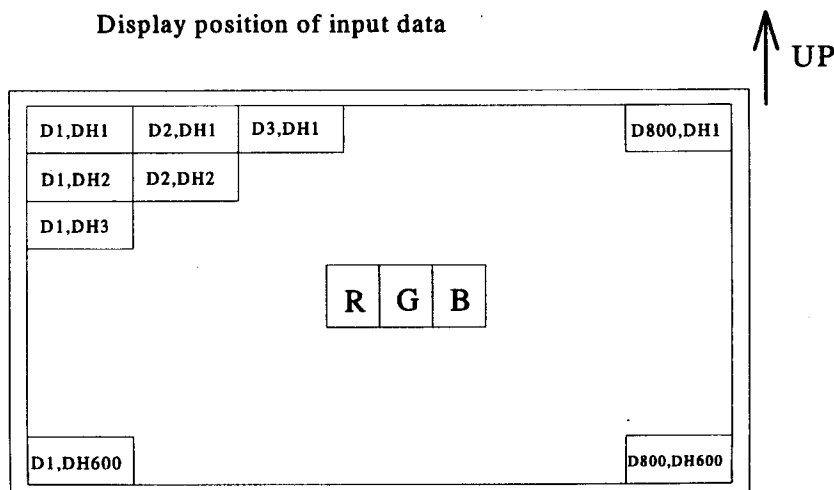 Display position of input data
UP
D1,DH1 D2,DH1 D3,DH1 D800,DH1
D1,DH2 D2,DH2
D1,DH3
R G B
D1,DH600 D800,DH600